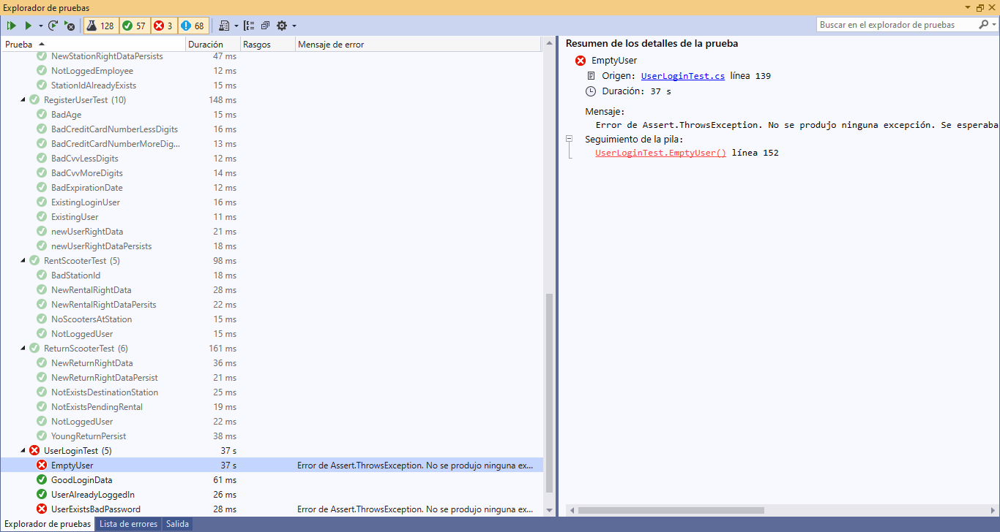 Explorador de pruebas
128 57 3 68 Buscar en el explorador de pruebas
Prueba Duración Rasgos Mensaje de error
NewStationRightDataPersists 47 ms
NotLoggedEmployee 12 ms
StationIdAlreadyExists 15 ms
RegisterUserTest (10) 148 ms
BadAge 15 ms
BadCreditCardNumberLessDigits 16 ms
BadCreditCardNumberMoreDig... 13 ms
BadCvvLessDigits 12 ms
BadCvvMoreDigits 14 ms
BadExpirationDate 12 ms
ExistingLoginUser 16 ms
ExistingUser 11 ms
newUserRightData 21 ms
newUserRightDataPersists 18 ms
RentScooterTest (5) 98 ms
BadStationId 18 ms
NewRentalRightData 28 ms
NewRentalRightDataPersits 22 ms
NoScootersAtStation 15 ms
NotLoggedUser 15 ms
ReturnScooterTest (6) 161 ms
NewReturnRightData 36 ms
NewReturnRightDataPersist 21 ms
NotExistsDestinationStation 25 ms
NotExistsPendingRental 19 ms
NotLoggedUser 22 ms
YoungReturnPersist 38 ms
UserLoginTest (5) 37 s
EmptyUser 37 s Error de Assert.ThrowsException. No se produjo ninguna ex...
GoodLoginData 61 ms
UserAlreadyLoggedIn 26 ms
UserExistsBadPassword 28 ms Error de Assert.ThrowsException. No se produjo ninguna ex...
Resumen de los detalles de la prueba
EmptyUser
Origen: UserLoginTest.cs línea 139
Duración: 37 s
Mensaje:
Error de Assert.ThrowsException. No se produjo ninguna excepción. Se esperaba
Seguimiento de la pila:
UserLoginTest.EmptyUser() línea 152
Explorador de pruebas Lista de errores Salida